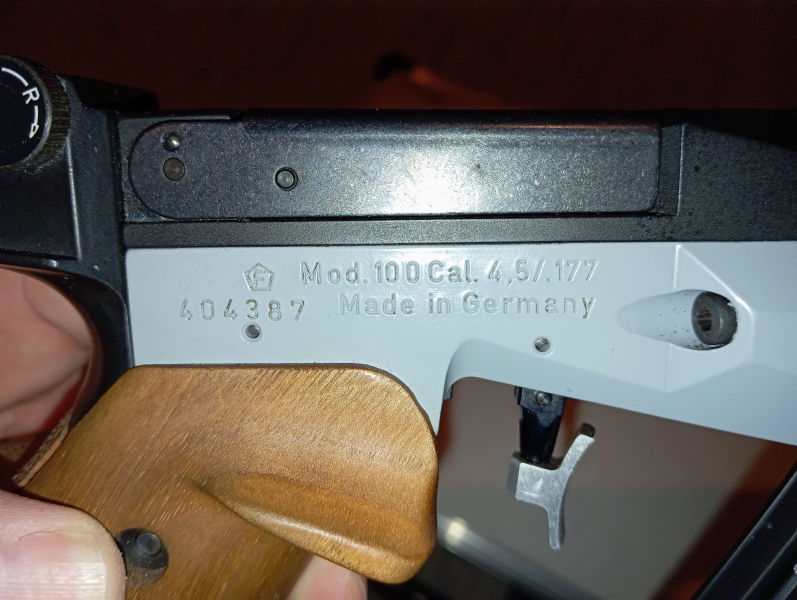 R
F Mod.100 Cal. 4,5/.177
404387 Made in Germany